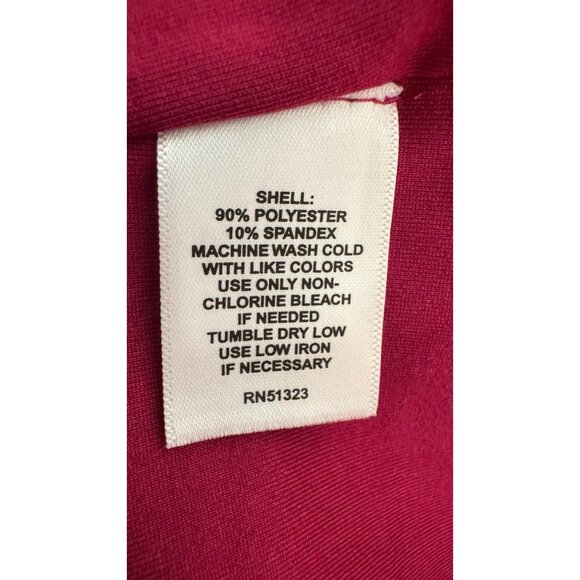 SHELL:
90% POLYESTER
10% SPANDEX
MACHINE WASH COLD
WITH LIKE COLORS
USE ONLY NON-
CHLORINE BLEACH
IF NEEDED
TUMBLE DRY LOW
USE LOW IRON
IF NECESSARY
RN51323